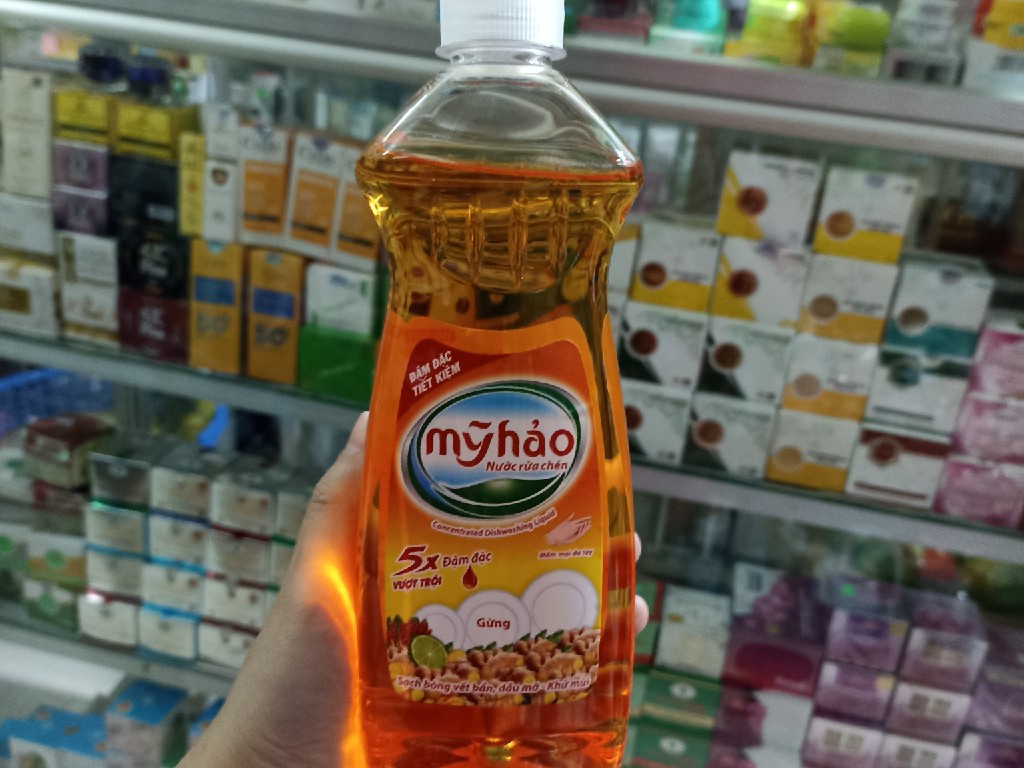 ĐẬM ĐẶC
TIẾT KIỆM
mỹhảo
Nước rửa chén
Concentrated Dishwashing Liquid
Mềm mại da tay
5x Đậm đặc
VƯỢT TRỘI
Gừng
Sạch bóng vết bẩn, dầu mỡ - Khử mùi